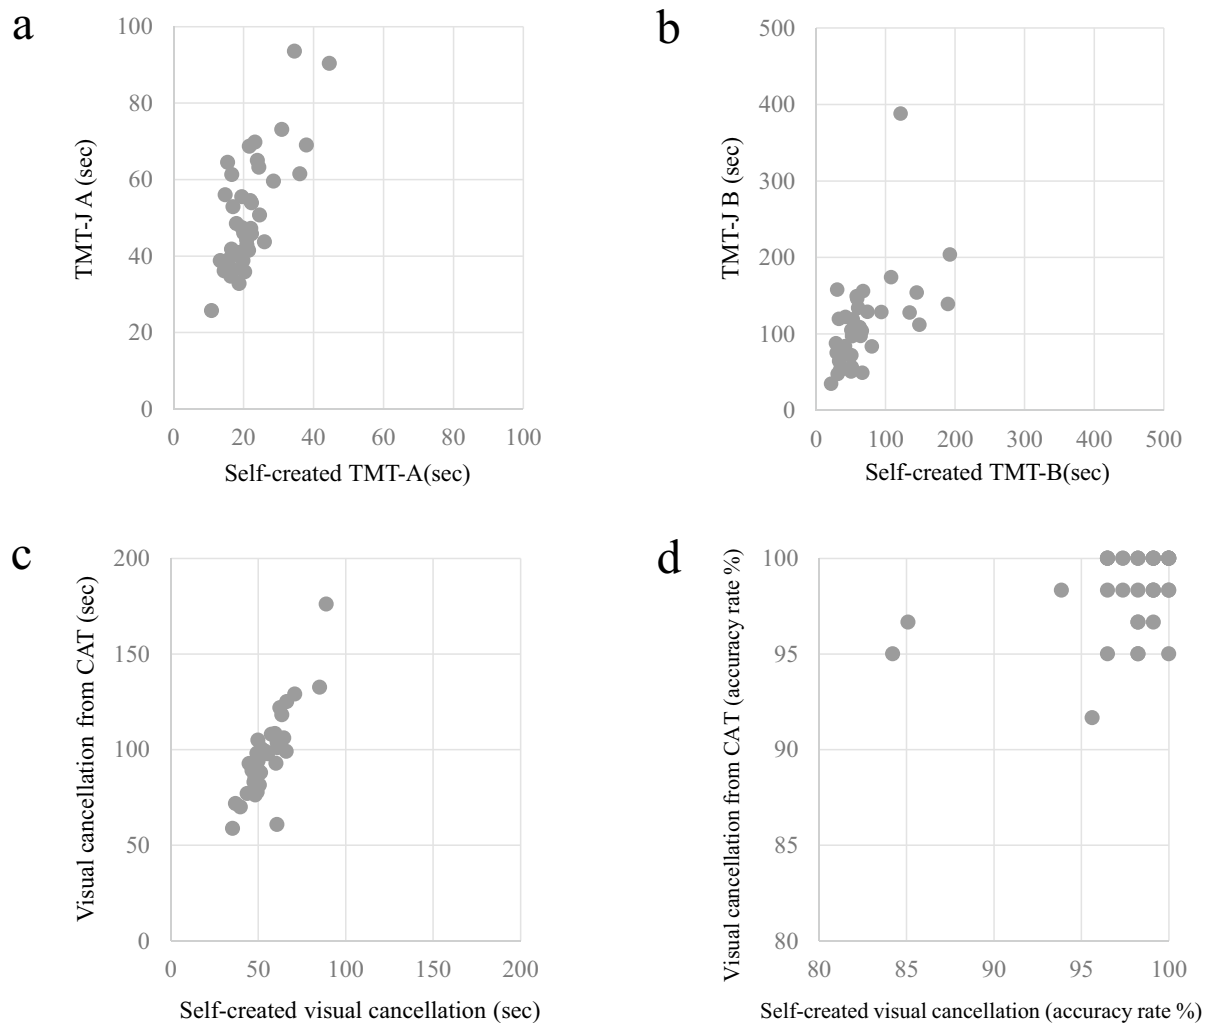 a
100
80
60
40
20
0
0 20 40 60 80 100
TMT-J A (sec)
Self-created TMT-A(sec)
b
500
400
300
200
100
0
0 100 200 300 400 500
TMT-J B (sec)
Self-created TMT-B(sec)
c
200
150
100
50
0
0 50 100 150 200
Visual cancellation from CAT (sec)
Self-created visual cancellation (sec)
d
100
95
90
85
80
80 85 90 95 100
Visual cancellation from CAT (accuracy rate %)
Self-created visual cancellation (accuracy rate %)